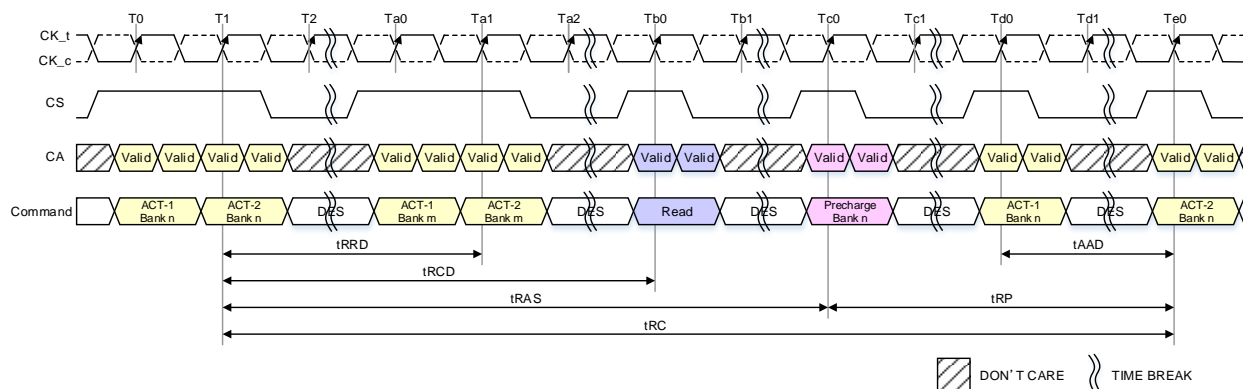 T0 T1 T2 Ta0 Ta1 Ta2 Tb0 Tb1 Tc0 Tc1 Td0 Td1 Te0
CK_t
CK_c
CS
CA Valid Valid Valid Valid Valid Valid Valid Valid Valid Valid Valid Valid Valid Valid Valid Valid
Command ACT-1 Bank n ACT-2 Bank n DES ACT-1 Bank m ACT-2 Bank m DES Read DES Precharge Bank n DES ACT-1 Bank n DES ACT-2 Bank n
tRRD tAAD
tRCD
tRAS tRP
tRC
DON'T CARE TIME BREAK